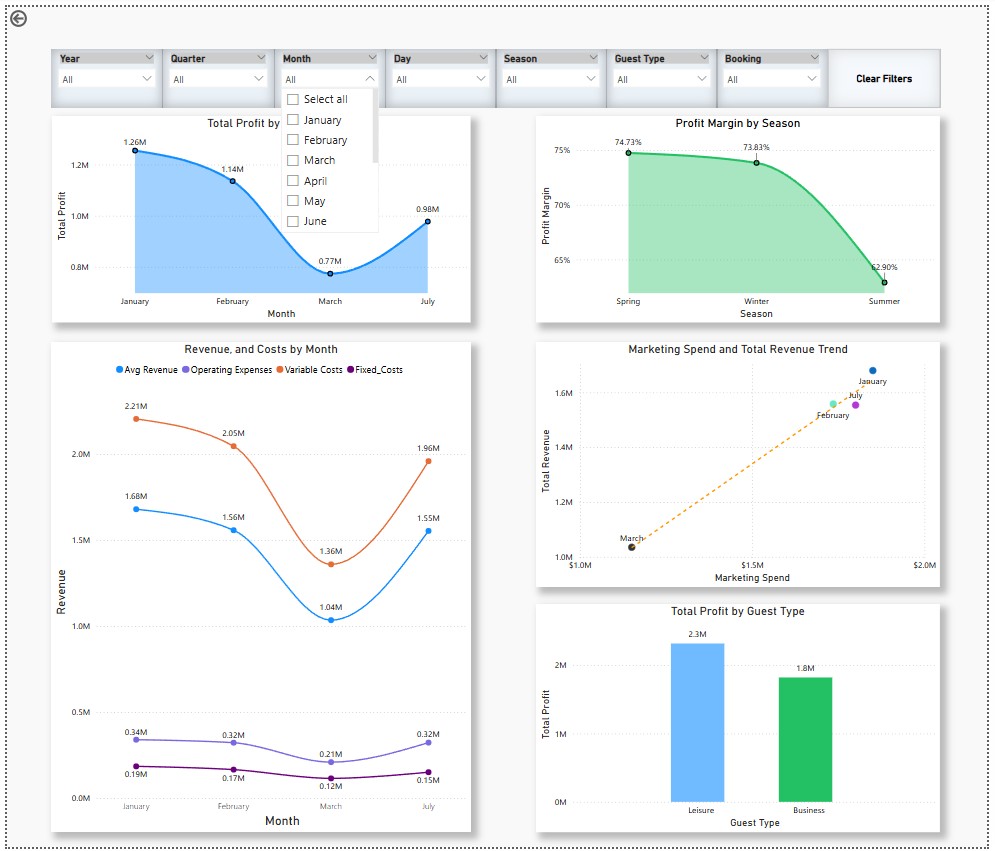 Year
Quarter
Month
Day
Season
Guest Type
Booking
All
All
All
All
All
All
All
Clear Filters
Select all
January
February
March
April
May
June
Total Profit by
1.26M
1.14M
0.77M
0.98M
1.2M
1.0M
0.8M
Total Profit
January
February
March
July
Month
Profit Margin by Season
74.73%
73.83%
62.90%
75%
70%
65%
Profit Margin
Spring
Winter
Summer
Season
Revenue, and Costs by Month
Avg Revenue
Operating Expenses
Variable Costs
Fixed_Costs
2.21M
2.05M
1.36M
1.96M
1.68M
1.56M
1.04M
1.55M
0.34M
0.32M
0.21M
0.32M
0.19M
0.17M
0.12M
0.15M
2.0M
1.5M
1.0M
0.5M
0.0M
Revenue
January
February
March
July
Month
Marketing Spend and Total Revenue Trend
January
July
February
March
1.6M
1.4M
1.2M
1.0M
Total Revenue
$1.0M
$1.5M
$2.0M
Marketing Spend
Total Profit by Guest Type
2.3M
1.8M
2M
1M
0M
Total Profit
Leisure
Business
Guest Type